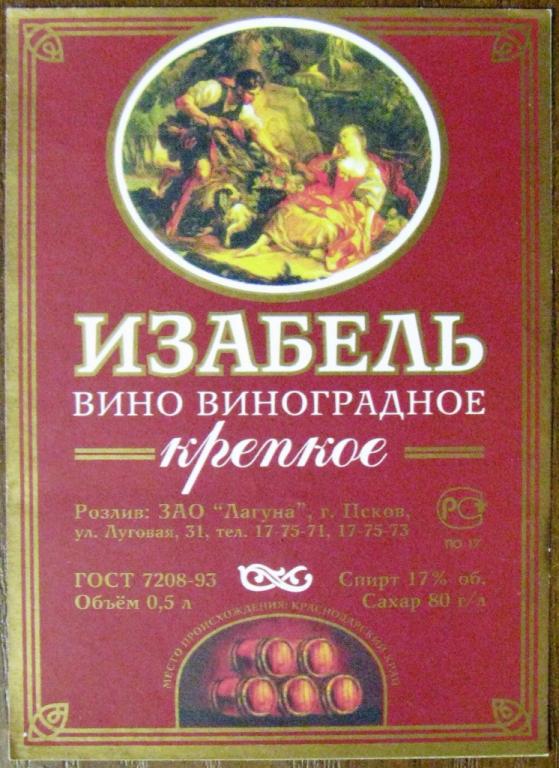 ИЗАБЕЛЬ
ВИНО ВИНОГРАДНОЕ
крепкое
Розлив: ЗАО "Лагуна", г. Псков,
ул. Луговая, 31, тел. 17-75-71, 17-75-73
РС
ПО-17
ГОСТ 7208-93
Спирт 17% об.
Объём 0,5 л
Сахар 80 г/л
МЕСТО ПРОИСХОЖДЕНИЯ: КРАСНОДАРСКИЙ КРАЙ